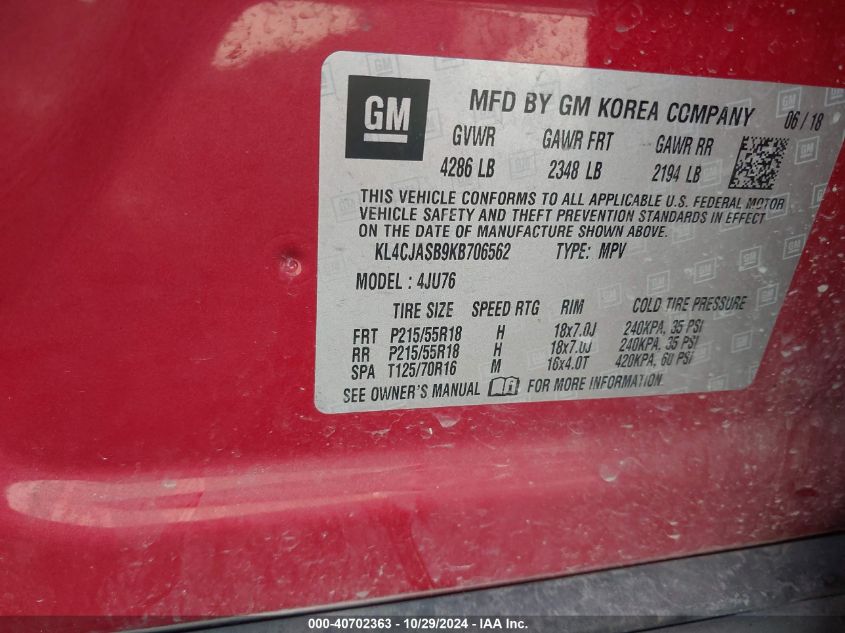 GM
MFD BY GM KOREA COMPANY 06/18
GVWR GAWR FRT GAWR RR
4286 LB 2348 LB 2194 LB
THIS VEHICLE CONFORMS TO ALL APPLICABLE U.S. FEDERAL MOTOR
VEHICLE SAFETY AND THEFT PREVENTION STANDARDS IN EFFECT
ON THE DATE OF MANUFACTURE SHOWN ABOVE.
KL4CJASB9KB706562 TYPE: MPV
MODEL : 4JU76
TIRE SIZE SPEED RTG RIM COLD TIRE PRESSURE
FRT P215/55R18 H 18x7.0J 240KPA, 35 PSI
RR P215/55R18 H 18x7.0J 240KPA, 35 PSI
SPA T125/70R16 M 16x4.0T 420KPA, 60 PSI
SEE OWNER'S MANUAL FOR MORE INFORMATION
000-40702363 - 10/29/2024 - IAA Inc.